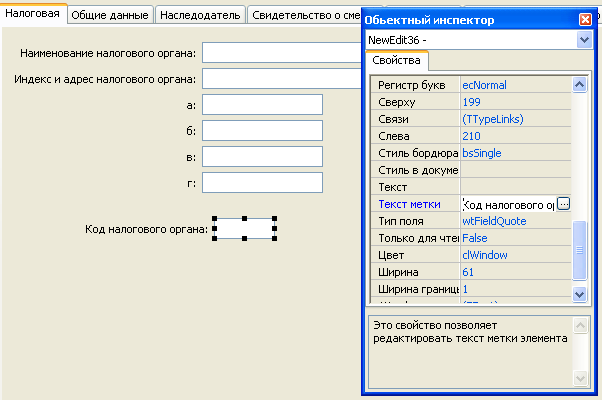 Налоговая
Общие данные
Наследодатель
Свидетельство о сме
Наименование налогового органа:
Индекс и адрес налогового органа:
а:
б:
в:
г:
Код налогового органа:
Объектный инспектор
NewEdit36 -
Свойства
Регистр букв ecNormal
Сверху 199
Связи (TTypeLinks)
Слева 210
Стиль бордюра bsSingle
Стиль в докуме
Текст
Текст метки Код налогового ор ...
Тип поля wtFieldQuote
Только для чтен False
Цвет clWindow
Ширина 61
Ширина границы 1
Это свойство позволяет
редактировать текст метки элемента